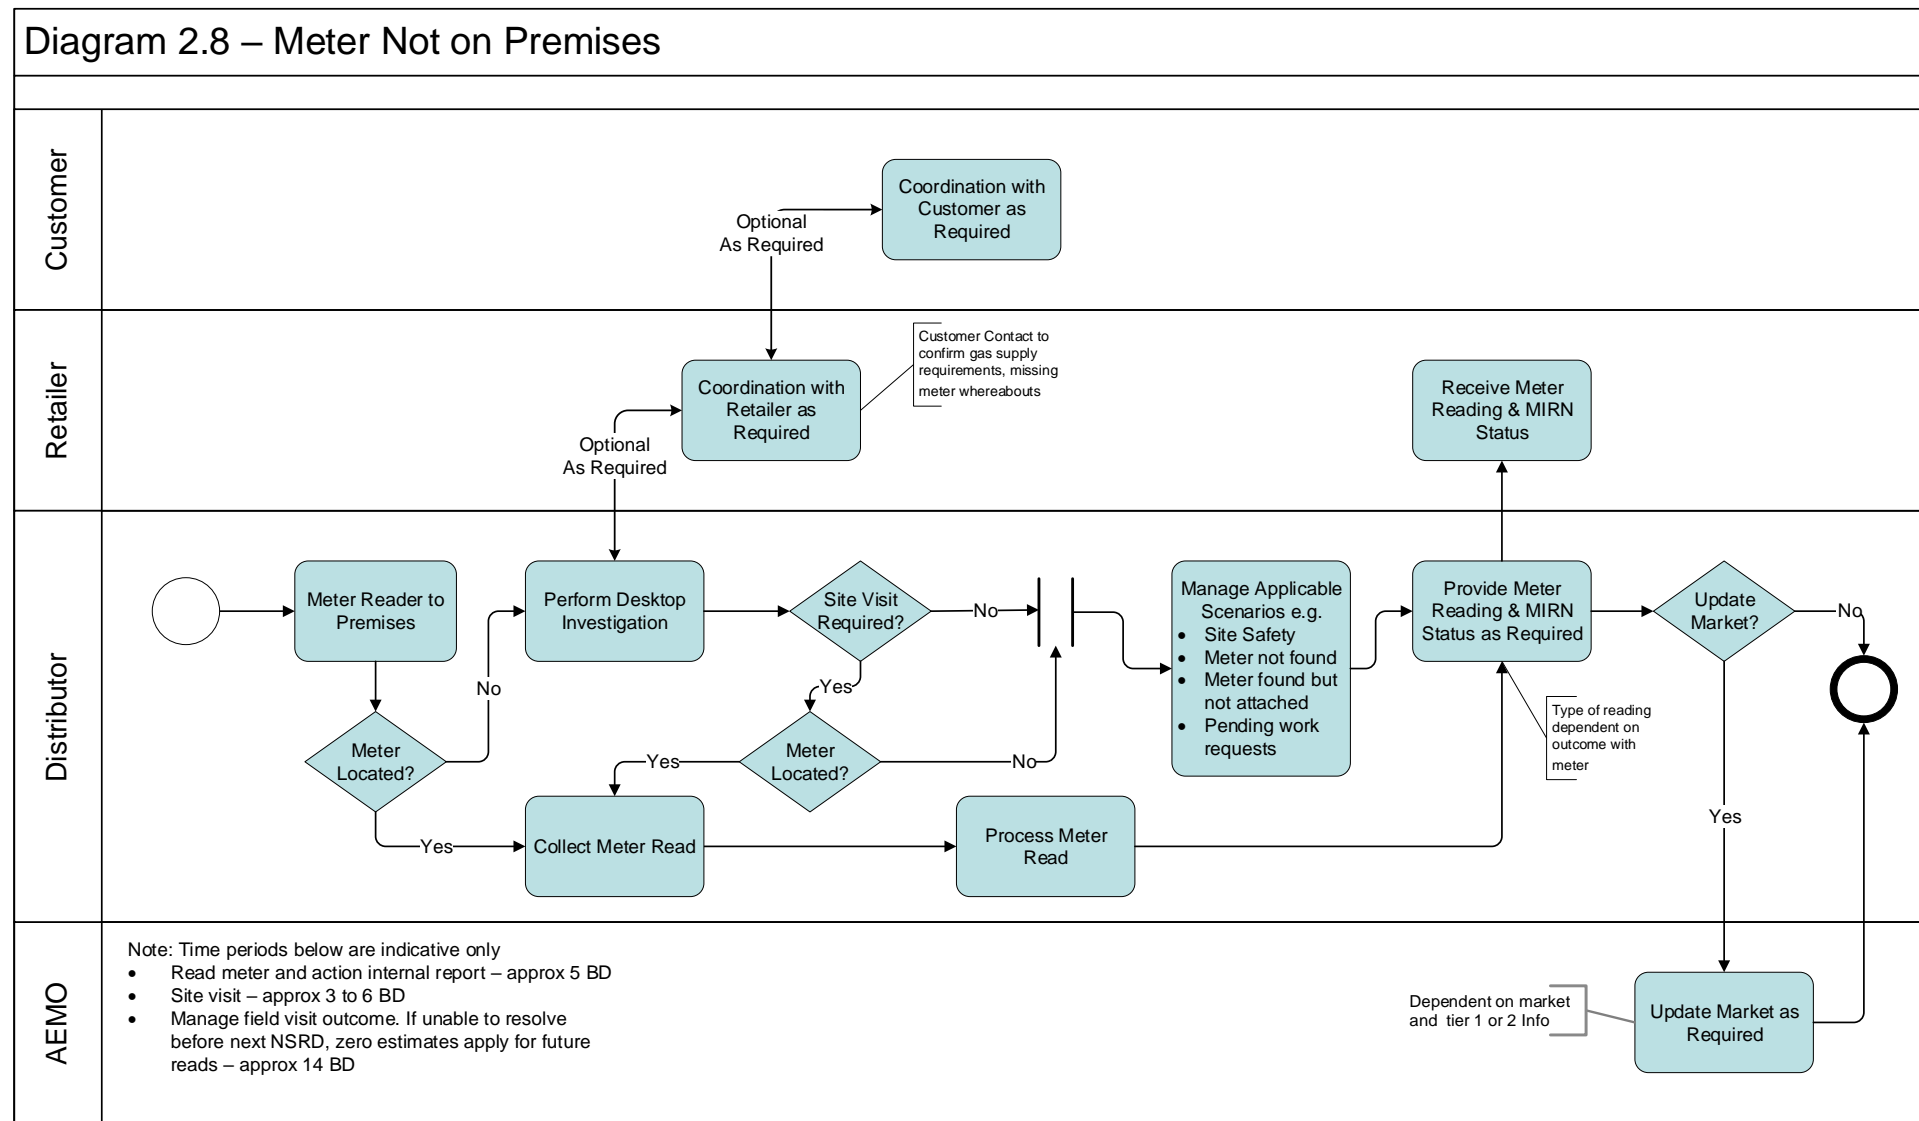 Diagram 2.8 – Meter Not on Premises
Customer
Coordination with
Customer as
Required
Optional
As Required
Retailer
Customer Contact to
confirm gas supply
requirements, missing
meter whereabouts
Coordination with
Retailer as
Required
Optional
As Required
Receive Meter
Reading & MIRN
Status
Distributor
Meter Reader to
Premises
No
Perform Desktop
Investigation
Site Visit
Required?
No
Yes
Manage Applicable
Scenarios e.g.
• Site Safety
• Meter not found
• Meter found but
not attached
• Pending work
requests
Provide Meter
Reading & MIRN
Status as Required
Update
Market?
No
Type of reading
dependent on
outcome with
meter
Meter
Located?
Yes
Meter
Located?
No
Yes
Yes
Collect Meter Read
Process Meter
Read
AEMO
Note: Time periods below are indicative only
• Read meter and action internal report – approx 5 BD
• Site visit – approx 3 to 6 BD
• Manage field visit outcome. If unable to resolve
before next NSRD, zero estimates apply for future
reads – approx 14 BD
Dependent on market
and tier 1 or 2 Info
Update Market as
Required